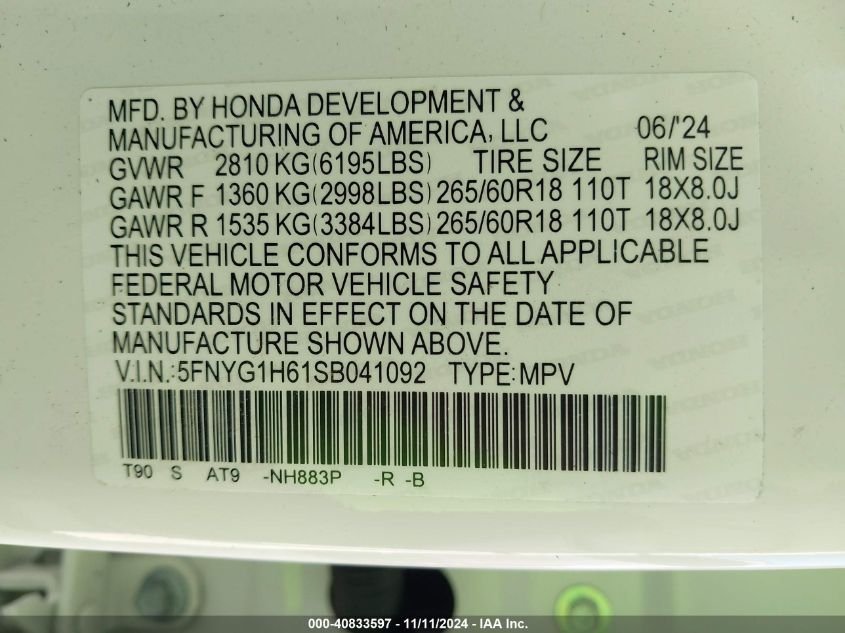 MFD. BY HONDA DEVELOPMENT &
MANUFACTURING OF AMERICA, LLC 06/'24
GVWR 2810 KG(6195LBS) TIRE SIZE RIM SIZE
GAWR F 1360 KG(2998LBS) 265/60R18 110T 18X8.0J
GAWR R 1535 KG(3384LBS) 265/60R18 110T 18X8.0J
THIS VEHICLE CONFORMS TO ALL APPLICABLE
FEDERAL MOTOR VEHICLE SAFETY
STANDARDS IN EFFECT ON THE DATE OF
MANUFACTURE SHOWN ABOVE.
V.I.N.:5FNYG1H61SB041092 TYPE:MPV
T90 S AT9 -NH883P -R -B
000-40833597 - 11/11/2024 - IAA Inc.